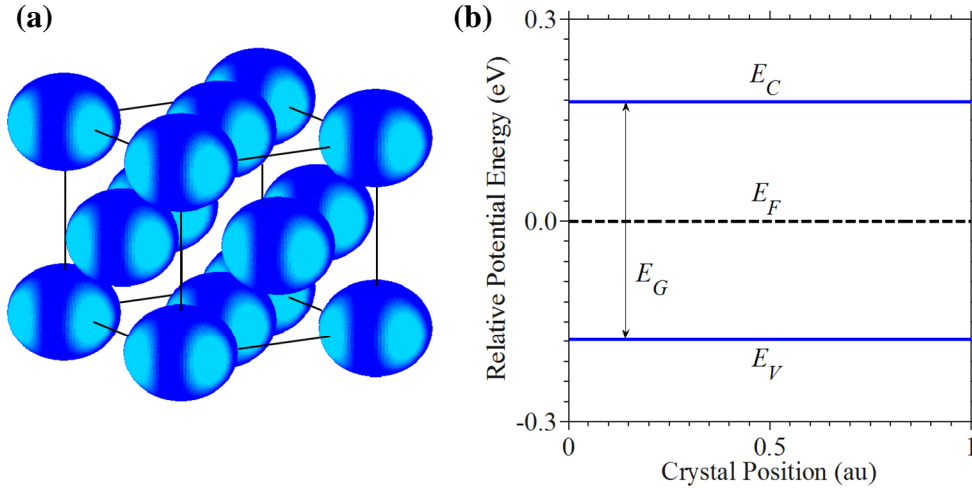 (a)
(b)
Relative Potential Energy (eV)
0.3
0.0
-0.3
E_C
E_F
E_G
E_V
0
0.5
1
Crystal Position (au)